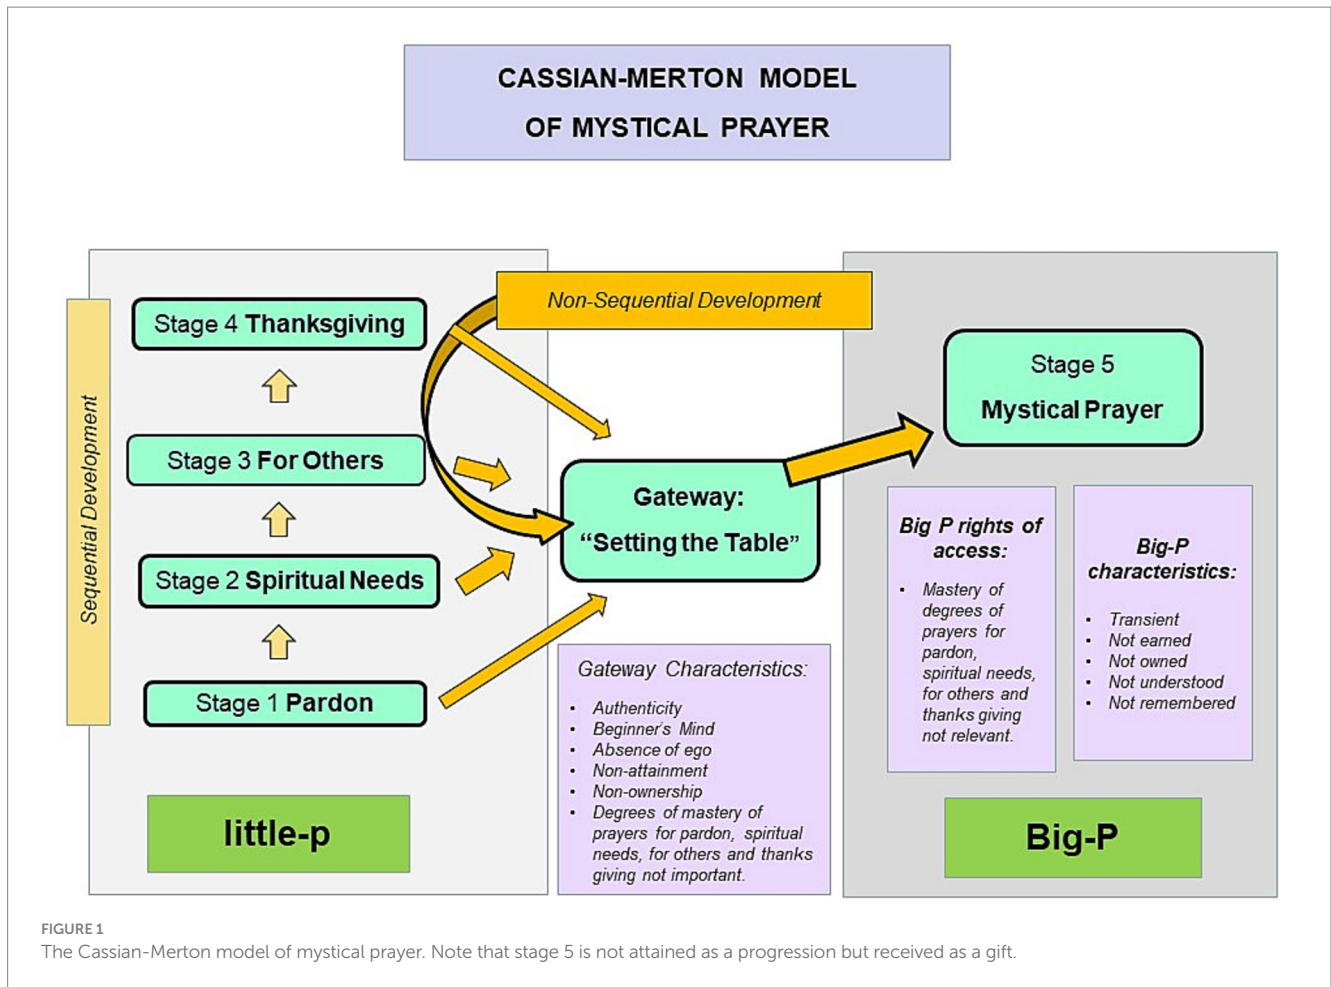 CASSIAN-MERTON MODEL
OF MYSTICAL PRAYER
Non-Sequential Development
Sequential Development
Stage 4 Thanksgiving
Stage 3 For Others
Stage 2 Spiritual Needs
Stage 1 Pardon
little-p
Gateway:
“Setting the Table”
Gateway Characteristics:
• Authenticity
• Beginner’s Mind
• Absence of ego
• Non-attainment
• Non-ownership
• Degrees of mastery of
prayers for pardon, spiritual
needs, for others and thanks
giving not important.
Stage 5
Mystical Prayer
Big P rights of
access:
• Mastery of
degrees of
prayers for
pardon,
spiritual needs,
for others and
thanks giving
not relevant.
Big-P
characteristics:
• Transient
• Not earned
• Not owned
• Not understood
• Not remembered
Big-P
FIGURE 1
The Cassian-Merton model of mystical prayer. Note that stage 5 is not attained as a progression but received as a gift.